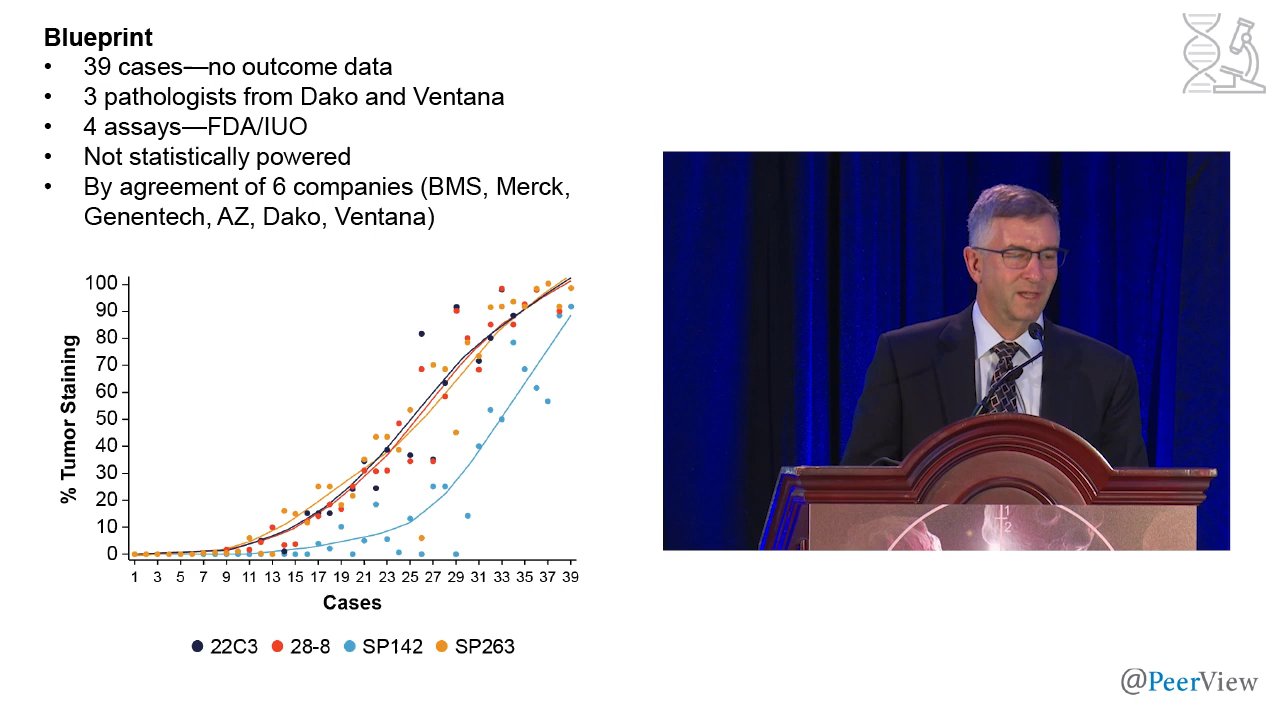 Blueprint
• 39 cases—no outcome data
• 3 pathologists from Dako and Ventana
• 4 assays—FDA/IUO
• Not statistically powered
• By agreement of 6 companies (BMS, Merck,
Genentech, AZ, Dako, Ventana)
100
90
80
70
60
50
40
30
20
10
0
% Tumor Staining
1 3 5 7 9 11 13 15 17 19 21 23 25 27 29 31 33 35 37 39
Cases
22C3 28-8 SP142 SP263
@PeerView